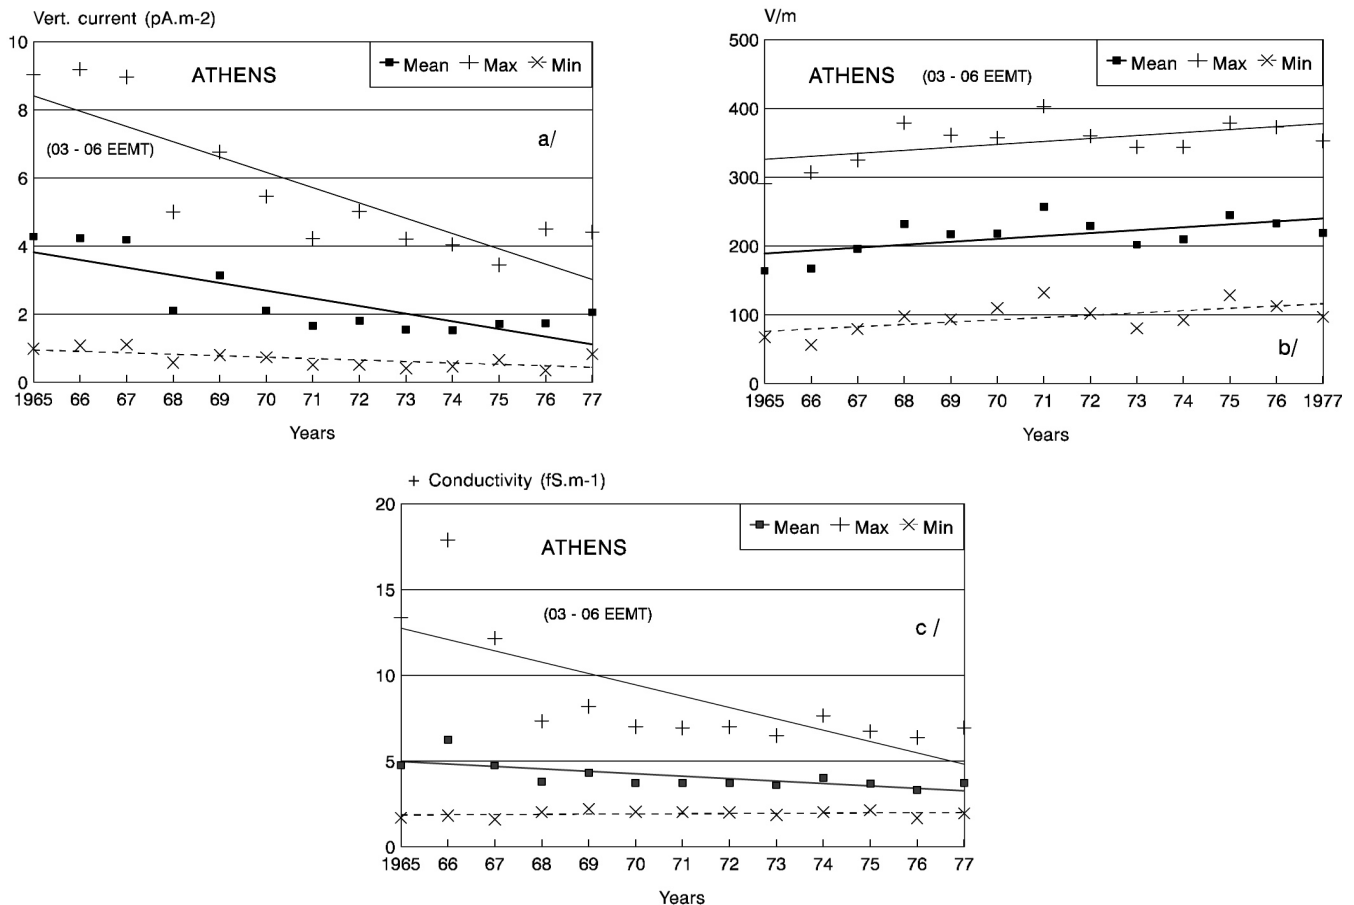 Vert. current (pA.m-2)
10
8
6
4
2
0
Mean Max Min
ATHENS
a/
(03 - 06 EEMT)
1965 66 67 68 69 70 71 72 73 74 75 76 77
Years
V/m
500
400
300
200
100
0
Mean Max Min
ATHENS (03 - 06 EEMT)
b/
1965 66 67 68 69 70 71 72 73 74 75 76 1977
Years
+ Conductivity (fS.m-1)
20
15
10
5
0
Mean Max Min
ATHENS
(03 - 06 EEMT)
c /
1965 66 67 68 69 70 71 72 73 74 75 76 77
Years